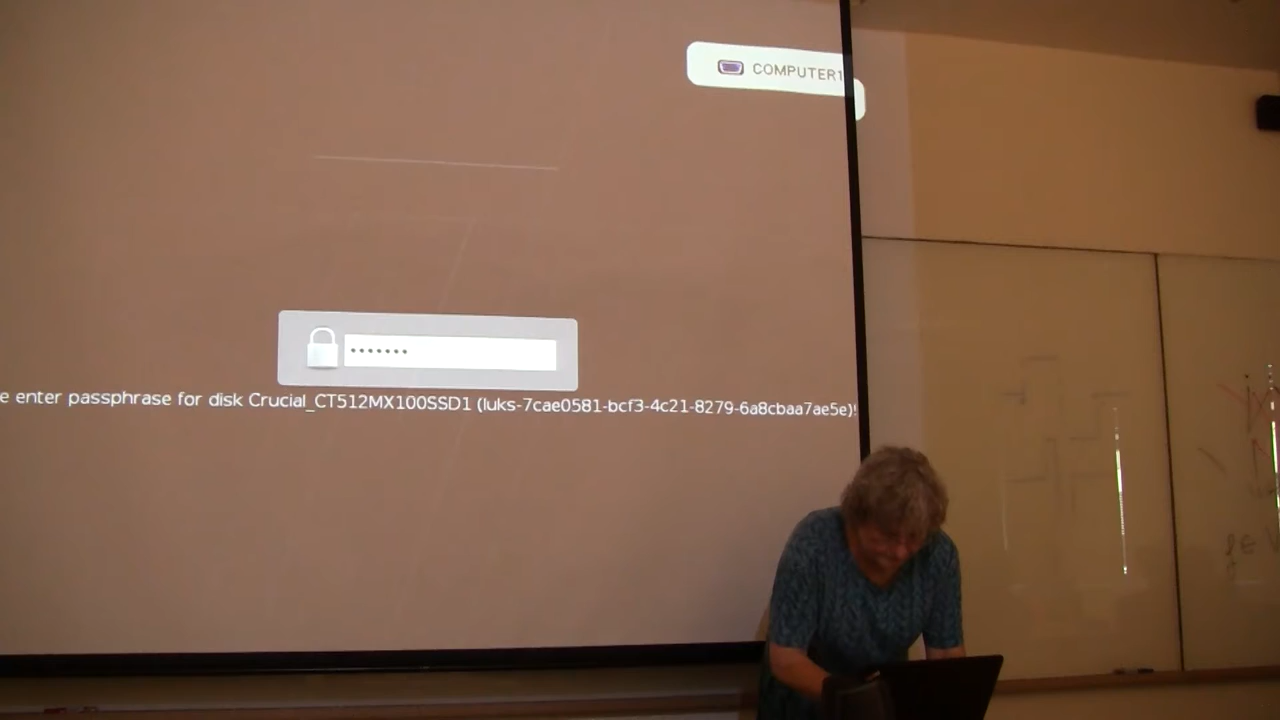 COMPUTER1
e enter passphrase for disk Crucial_CT512MX100SSD1 (luks-7cae0581-bcf3-4c21-8279-6a8cbaa7ae5e)!